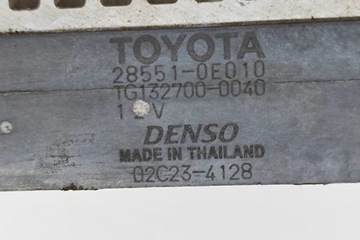 TOYOTA
28551-0E010
TG132700-0040
12V
DENSO
MADE IN THAILAND
02C23-4128